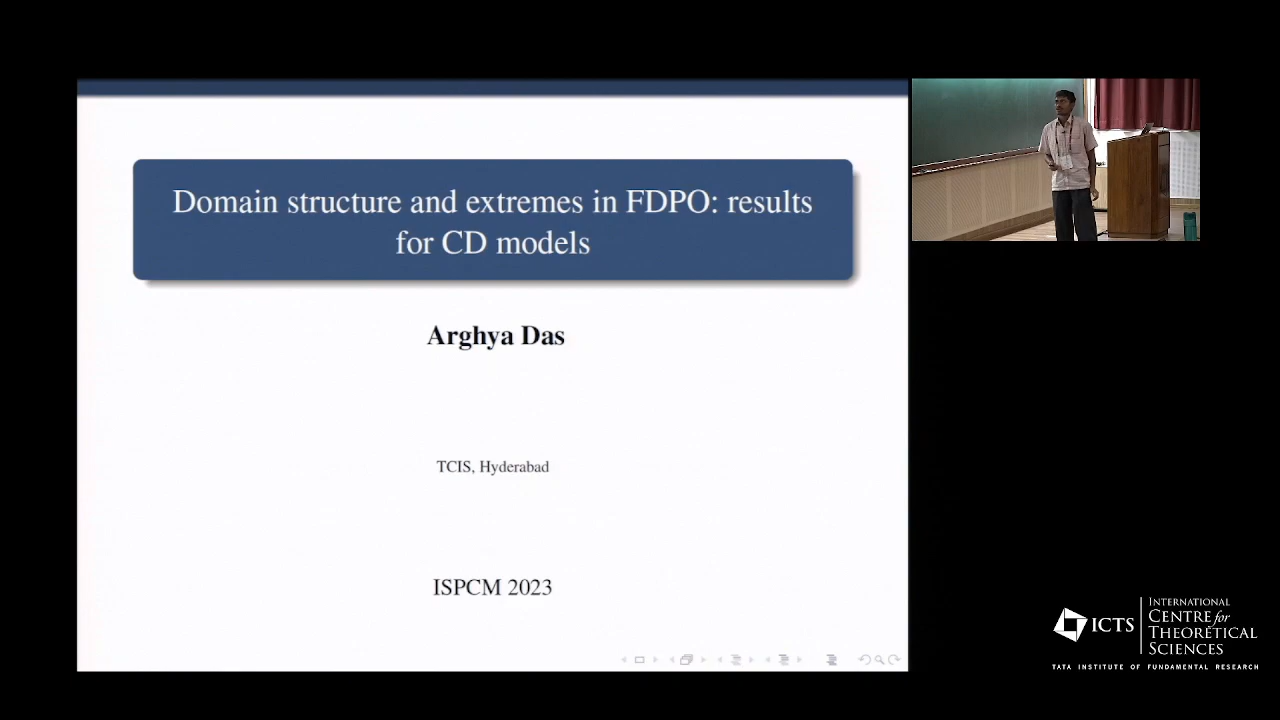 Domain structure and extremes in FDPO: results
for CD models
Arghya Das
TCIS, Hyderabad
ISPCM 2023
ICTS
INTERNATIONAL
CENTRE for
THEORETICAL
SCIENCES
TATA INSTITUTE OF FUNDAMENTAL RESEARCH